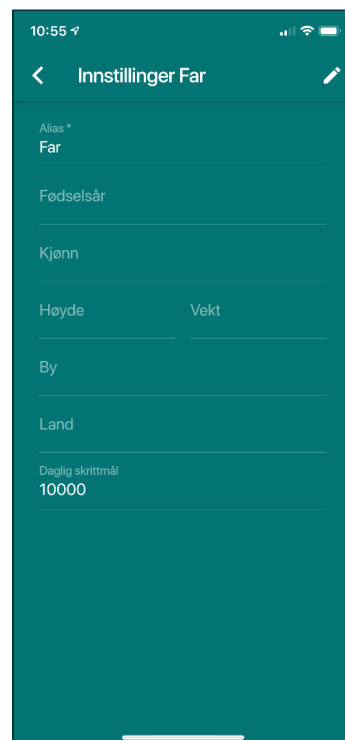 10:55
Innstillinger Far
Alias *
Far
Fødselsår
Kjønn
Høyde Vekt
By
Land
Daglig skrittmål
10000